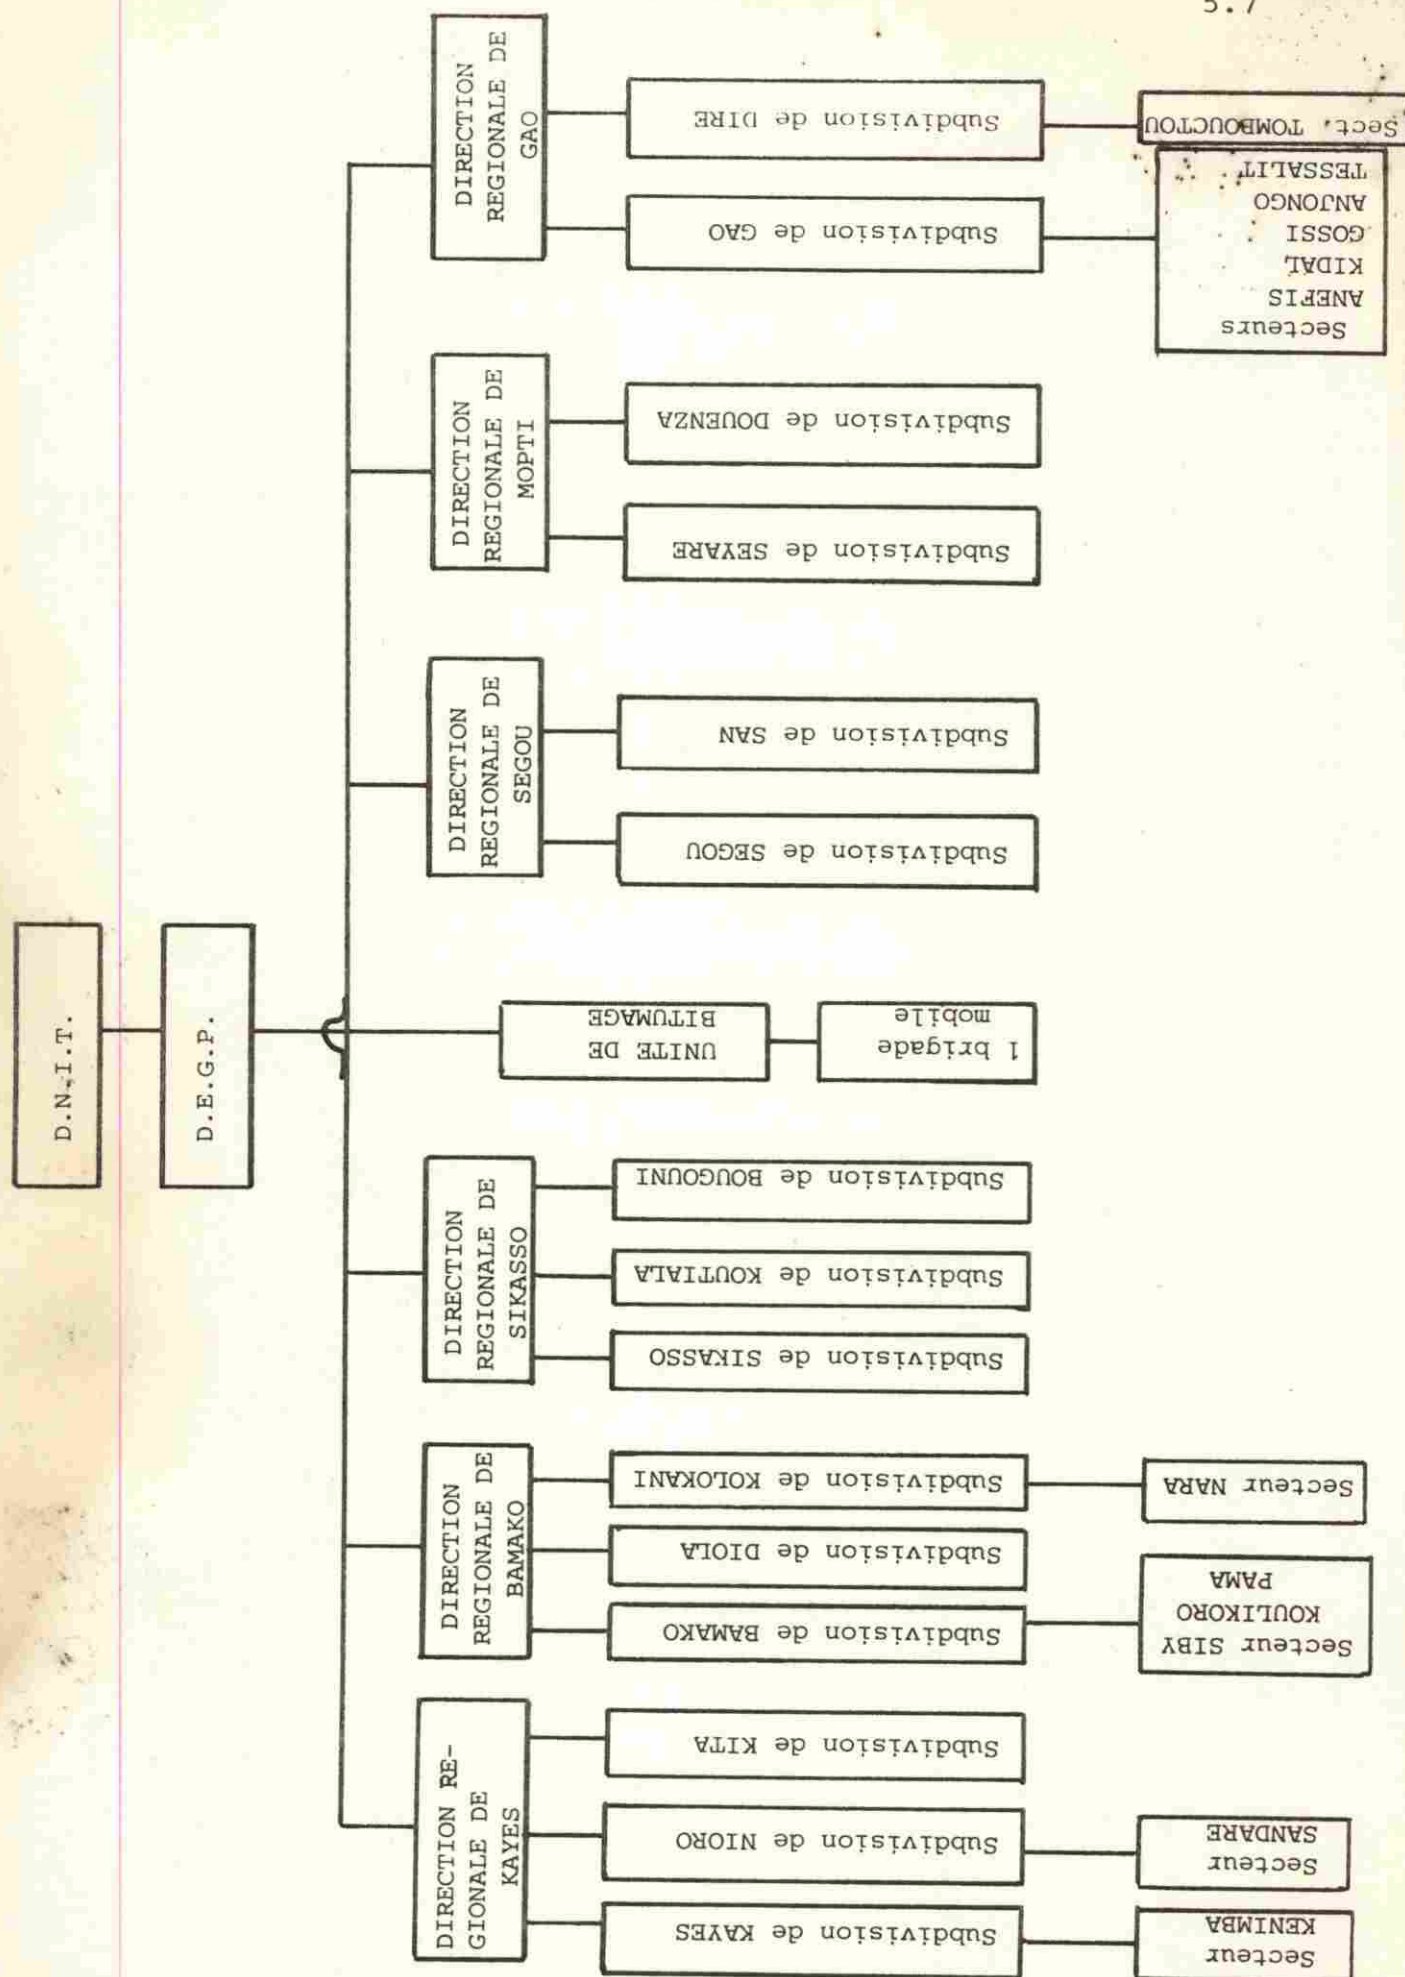 5.7
D.N.I.T.
D.E.G.P.
DIRECTION RE-
GIONALE DE
KAYES
Subdivision de KAYES
Secteur
KENIMBA
Subdivision de NIORO
Secteur
SANDARE
Subdivision de KITA
DIRECTION
REGIONALE DE
BAMAKO
Subdivision de BAMAKO
Secteur SIBY
KOULIKORO
PAMA
Subdivision de DIOLA
Subdivision de KOLOKANI
Secteur NARA
DIRECTION
REGIONALE DE
SIKASSO
Subdivision de SIKASSO
Subdivision de KOUTIALA
Subdivision de BOUGOUNI
UNITE DE
BITUMAGE
1 brigade
mobile
DIRECTION
REGIONALE DE
SEGOU
Subdivision de SEGOU
Subdivision de SAN
DIRECTION
REGIONALE DE
MOPTI
Subdivision de SEYARE
Subdivision de DOUENZA
DIRECTION
REGIONALE DE
GAO
Subdivision de GAO
Secteurs
ANEFIS
KIDAL
GOSSI
ANJONGO
TESSALIT
Subdivision de DIRE
Sect. TOMBOUCTOU